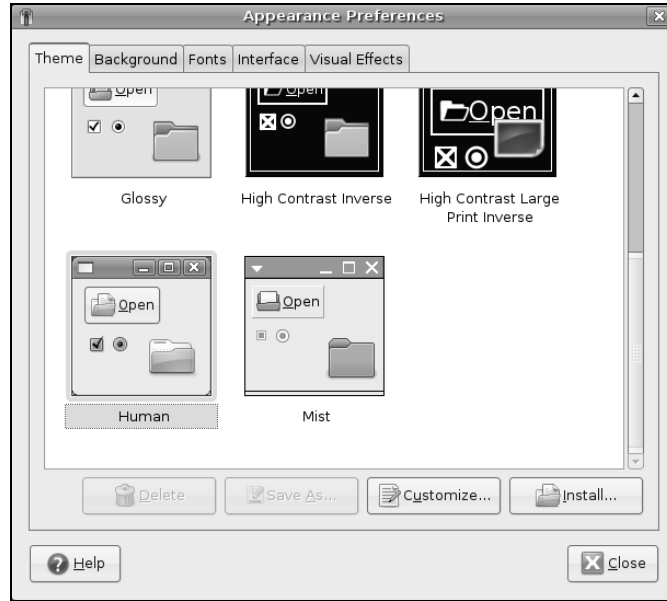 Appearance Preferences
Theme Background Fonts Interface Visual Effects
Open Open Open
Glossy High Contrast Inverse High Contrast Large
Print Inverse
Open Open
Human Mist
Delete Save As... Customize... Install...
Help Close